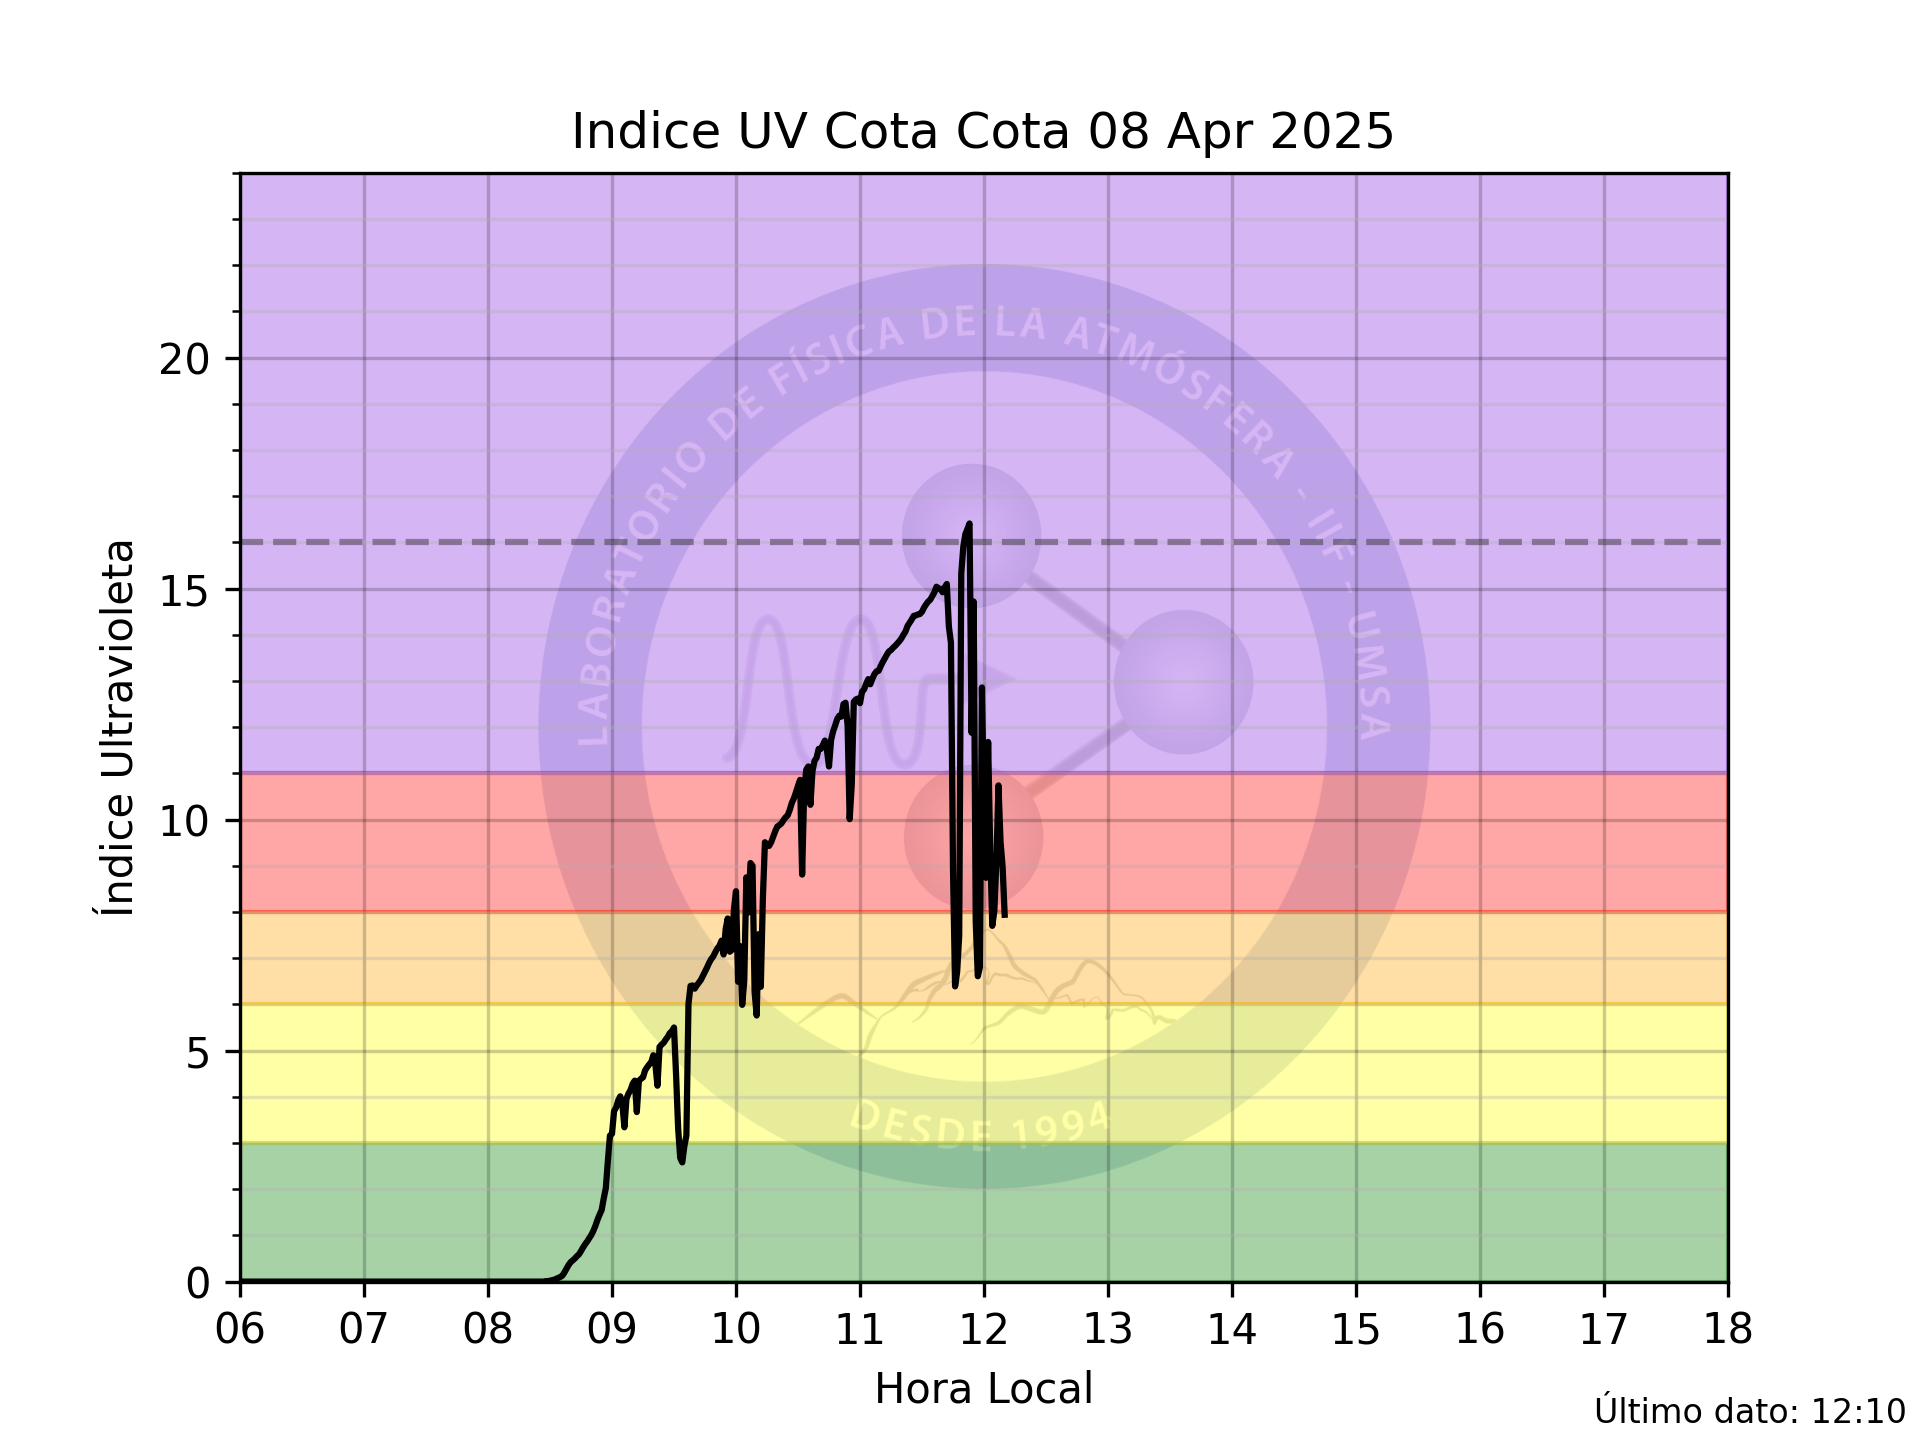 Indice UV Cota Cota 08 Apr 2025
Índice Ultravioleta
20
15
10
5
0
LABORATORIO DE FÍSICA DE LA ATMÓSFERA - IIF - UMSA
DESDE 1994
06 07 08 09 10 11 12 13 14 15 16 17 18
Hora Local
Último dato: 12:10